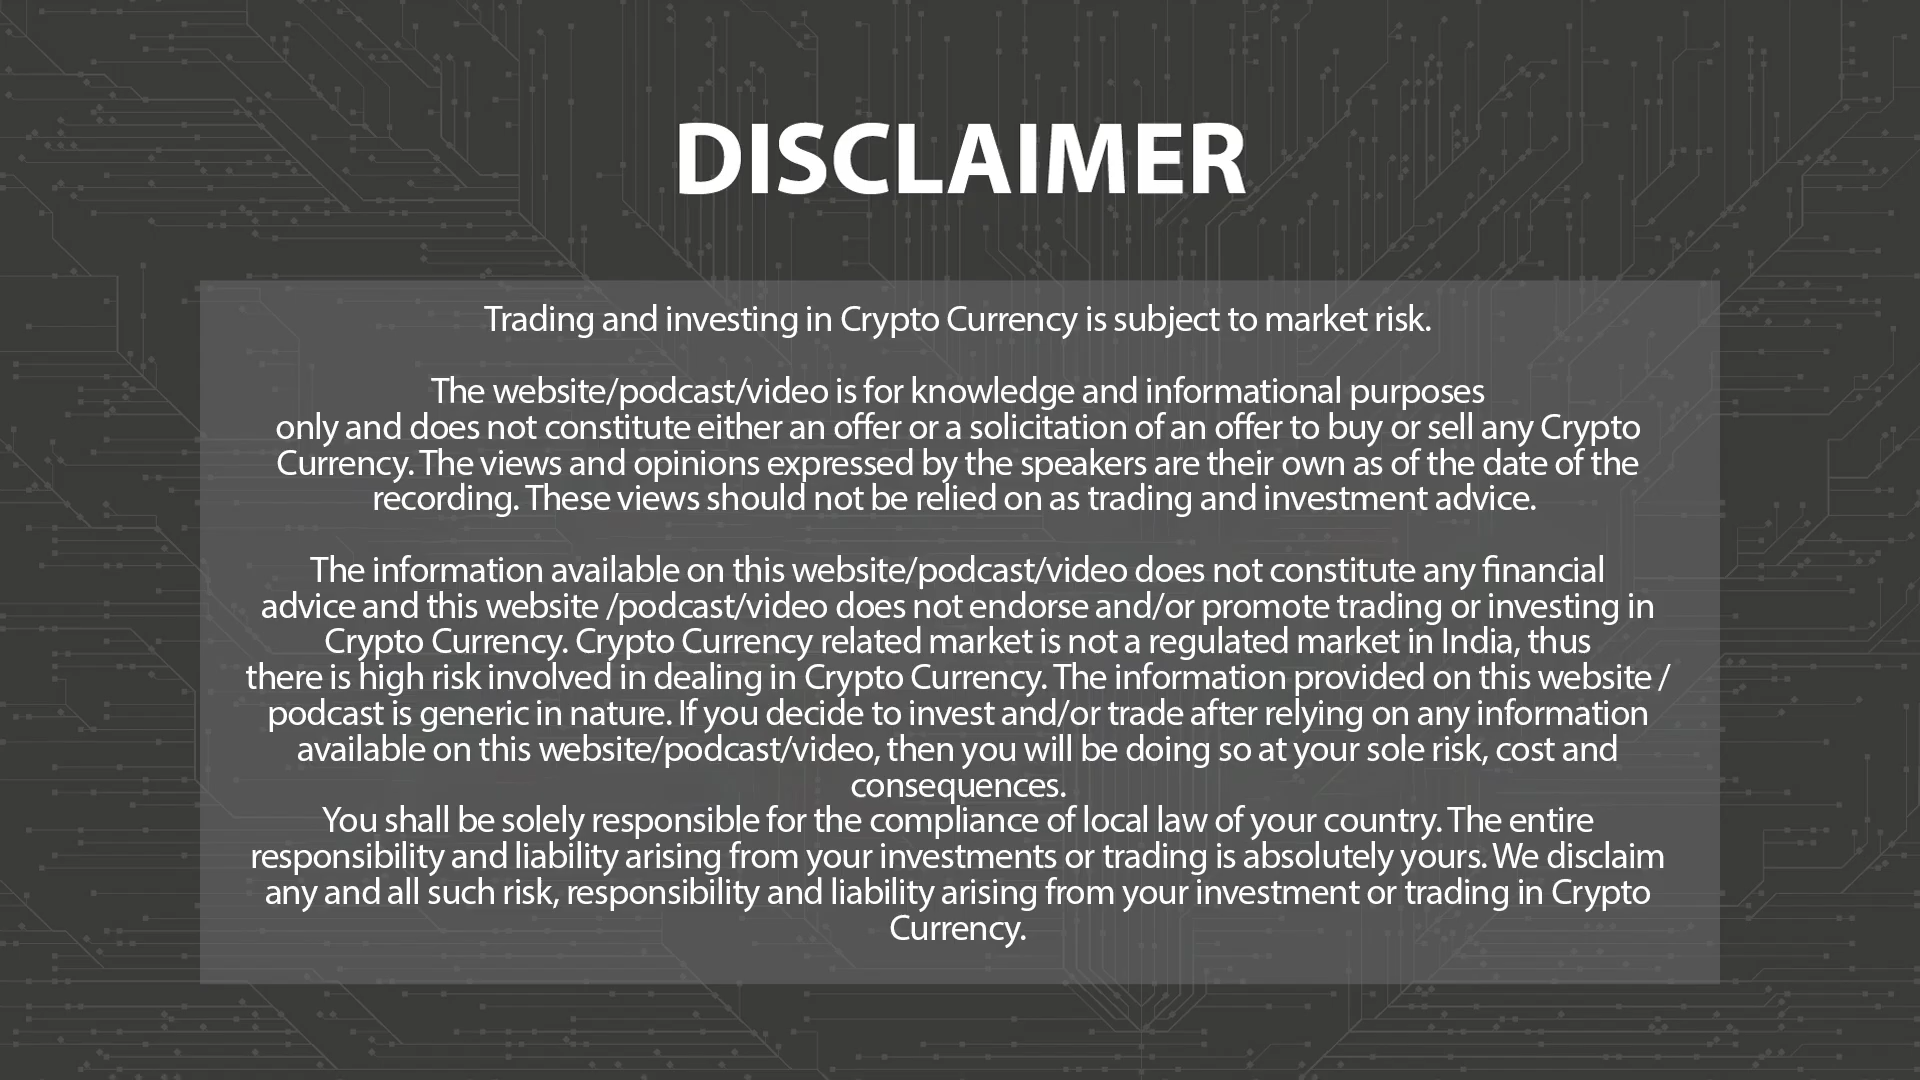 DISCLAIMER
Trading and investing in Crypto Currency is subject to market risk.
The website/podcast/video is for knowledge and informational purposes
only and does not constitute either an offer or a solicitation of an offer to buy or sell any Crypto
Currency. The views and opinions expressed by the speakers are their own as of the date of the
recording. These views should not be relied on as trading and investment advice.
The information available on this website/podcast/video does not constitute any financial
advice and this website /podcast/video does not endorse and/or promote trading or investing in
Crypto Currency. Crypto Currency related market is not a regulated market in India, thus
there is high risk involved in dealing in Crypto Currency. The information provided on this website /
podcast is generic in nature. If you decide to invest and/or trade after relying on any information
available on this website/podcast/video, then you will be doing so at your sole risk, cost and
consequences.
You shall be solely responsible for the compliance of local law of your country. The entire
responsibility and liability arising from your investments or trading is absolutely yours. We disclaim
any and all such risk, responsibility and liability arising from your investment or trading in Crypto
Currency.